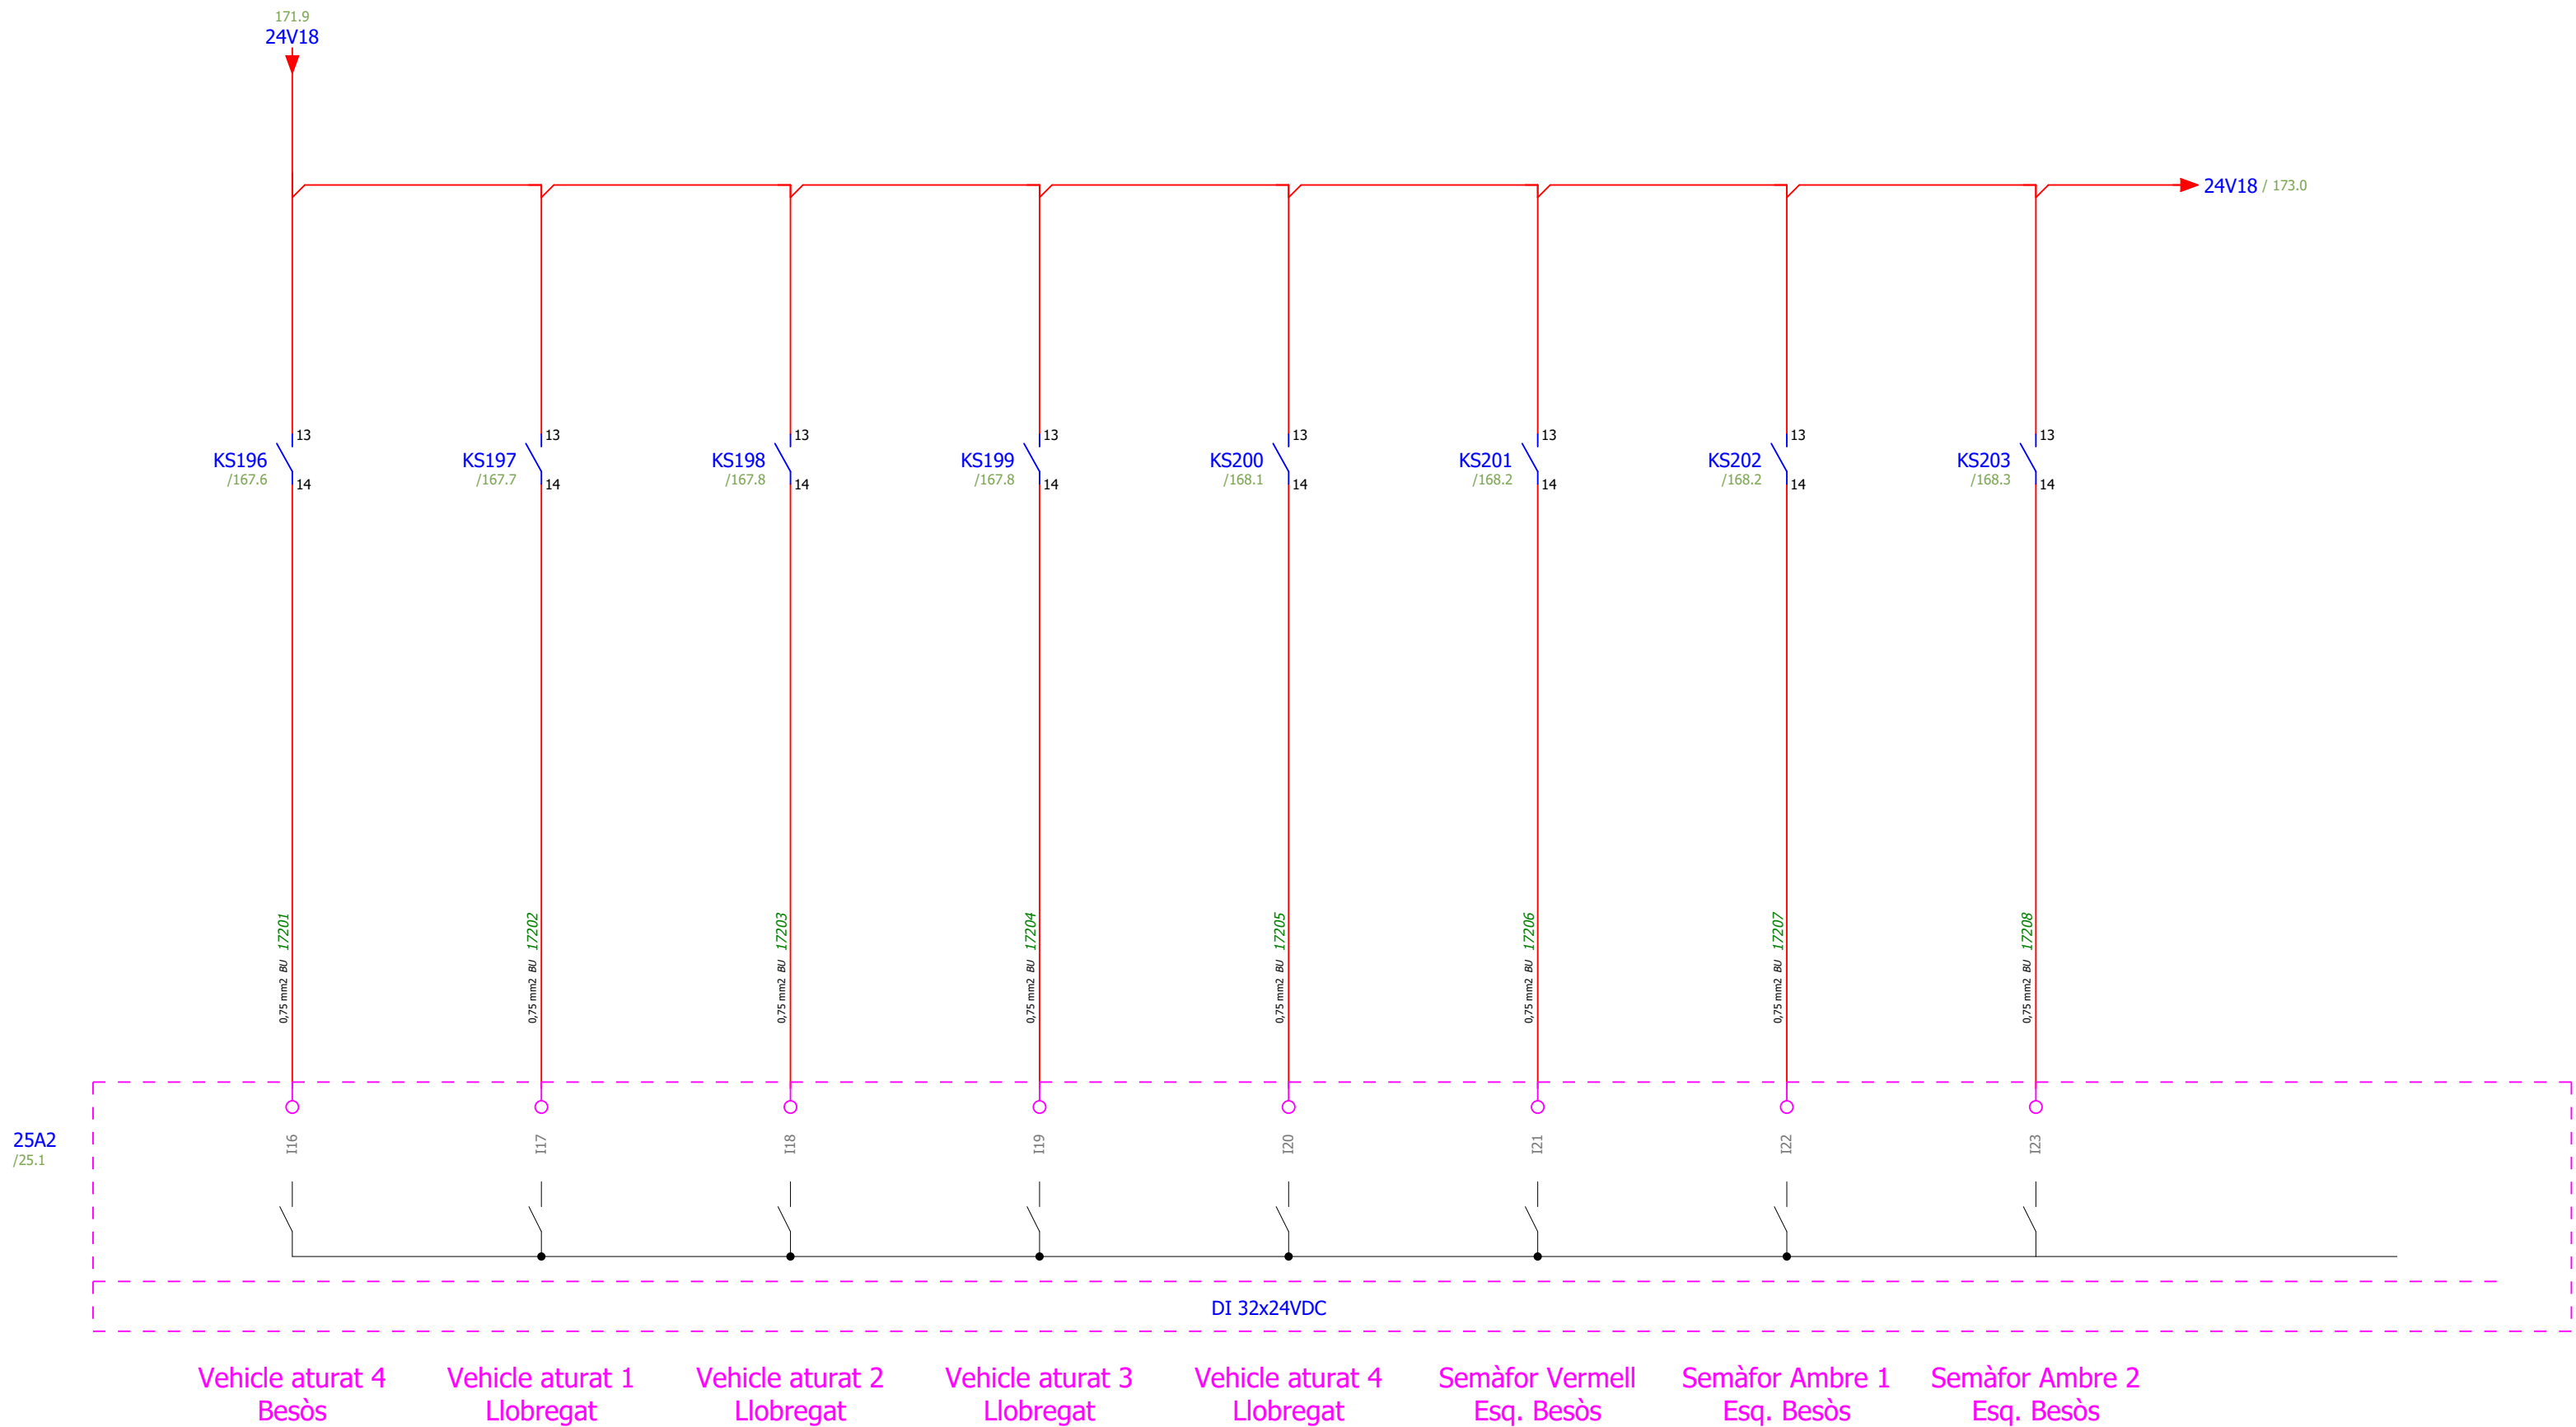 171.9
24V18
24V18 / 173.0
13 13 13 13 13 13 13 13
KS196 KS197 KS198 KS199 KS200 KS201 KS202 KS203
/167.6 /167.7 /167.8 /167.8 /168.1 /168.2 /168.2 /168.3
14 14 14 14 14 14 14 14
0,75 mm2 BU 17201
0,75 mm2 BU 17202
0,75 mm2 BU 17203
0,75 mm2 BU 17204
0,75 mm2 BU 17205
0,75 mm2 BU 17206
0,75 mm2 BU 17207
0,75 mm2 BU 17208
25A2
/25.1
I16 I17 I18 I19 I20 I21 I22 I23
DI 32x24VDC
Vehicle aturat 4
Besòs
Vehicle aturat 1
Llobregat
Vehicle aturat 2
Llobregat
Vehicle aturat 3
Llobregat
Vehicle aturat 4
Llobregat
Semàfor Vermell
Esq. Besòs
Semàfor Ambre 1
Esq. Besòs
Semàfor Ambre 2
Esq. Besòs